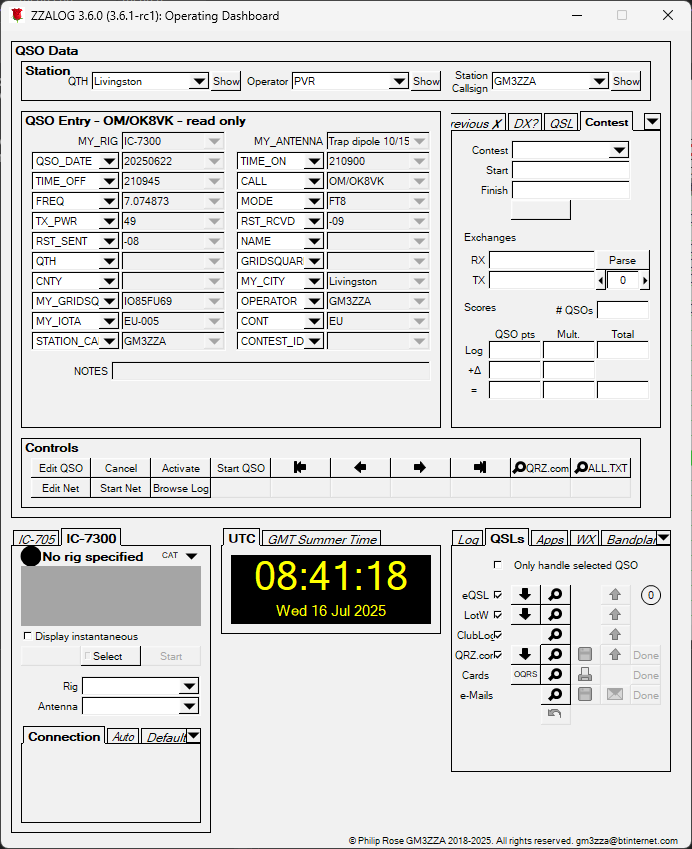 ZZALOG 3.6.0 (3.6.1-rc1): Operating Dashboard
QSO Data
Station
QTH Livingston Show Operator PVR Show Station Callsign GM3ZZA Show
QSO Entry - OM/OK8VK - read only
MY_RIG IC-7300 MY_ANTENNA Trap dipole 10/15
QSO_DATE 20250622 TIME_ON 210900
TIME_OFF 210945 CALL OM/OK8VK
FREQ 7.074873 MODE FT8
TX_PWR 49 RST_RCVD -09
RST_SENT -08 NAME
QTH GRIDSQUAR
CNTY MY_CITY Livingston
MY_GRIDSQ IO85FU69 OPERATOR GM3ZZA
MY_IOTA EU-005 CONT EU
STATION_CA GM3ZZA CONTEST_ID
NOTES
revious X DX? QSL Contest
Contest
Start
Finish
Exchanges
RX Parse
TX 0
Scores # QSOs
QSO pts Mult. Total
Log
+Δ
=
Controls
Edit QSO Cancel Activate Start QSO QRZ.com ALL.TXT
Edit Net Start Net Browse Log
IC-705 IC-7300
No rig specified CAT
Display instantaneous
Select Start
Rig
Antenna
Connection Auto Default
UTC GMT Summer Time
08:41:18
Wed 16 Jul 2025
Log QSLs Apps WX Bandplan
Only handle selected QSO
eQSL 0
LotW
ClubLog
QRZ.com Done
Cards OQRS Done
e-Mails Done
© Philip Rose GM3ZZA 2018-2025. All rights reserved. gm3zza@btinternet.com